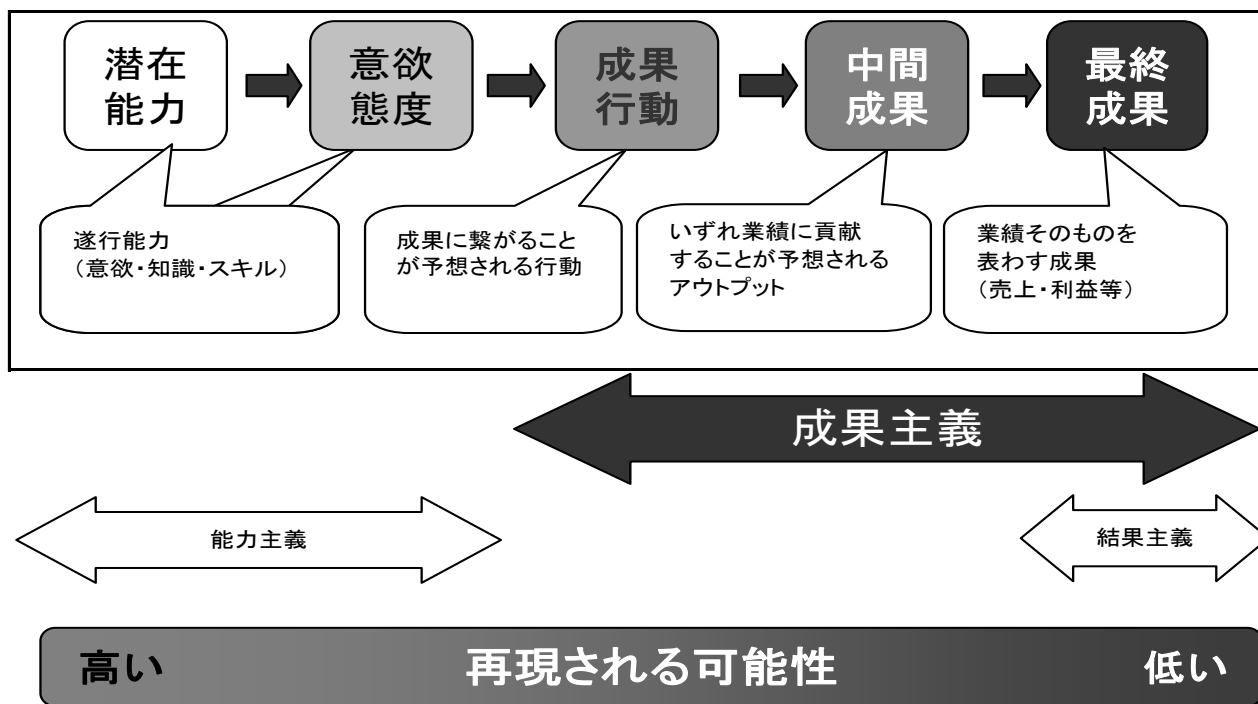 潜在
能力
意欲
態度
成果
行動
中間
成果
最終
成果
遂行能力
（意欲・知識・スキル）
成果に繋がること
が予想される行動
いずれ業績に貢献
することが予想される
アウトプット
業績そのものを
表わす成果
（売上・利益等）
成果主義
能力主義
結果主義
高い
再現される可能性
低い